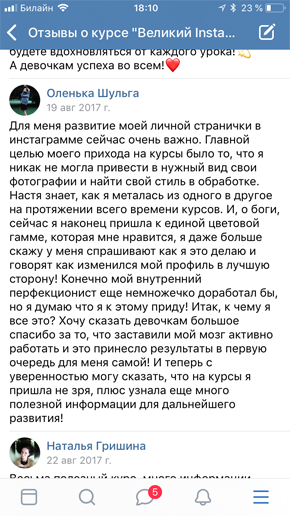 Билайн 18:10 23 %
Отзывы о курсе "Великий Insta...
будете вдохновляться от каждого урока!
А девочкам успеха во всем!
Оленька Шульга
19 авг 2017 г.
Для меня развитие моей личной странички в
инстаграмме сейчас очень важно. Главной
целью моего прихода на курсы было то, что я
никак не могла привести в нужный вид свои
фотографии и найти свой стиль в обработке.
Настя знает, как я металась из одного в другое
на протяжении всего времени курсов. И, о боги,
сейчас я наконец пришла к единой цветовой
гамме, которая мне нравится, я даже больше
скажу у меня спрашивают как я это делаю и
говорят как изменился мой профиль в лучшую
сторону! Конечно мой внутренний
перфекционист еще немножечко доработал бы,
но я думаю что я к этому приду! Итак, к чему я
все это? Хочу сказать девочкам большое
спасибо за то, что заставили мой мозг активно
работать и это принесло результаты в первую
очередь для меня самой! И теперь с
уверенностью могу сказать, что на курсы я
пришла не зря, плюс узнала еще много
полезной информации для дальнейшего
развития!
Наталья Гришина
22 авг 2017 г.
Весьма полезный курс, много информации
5